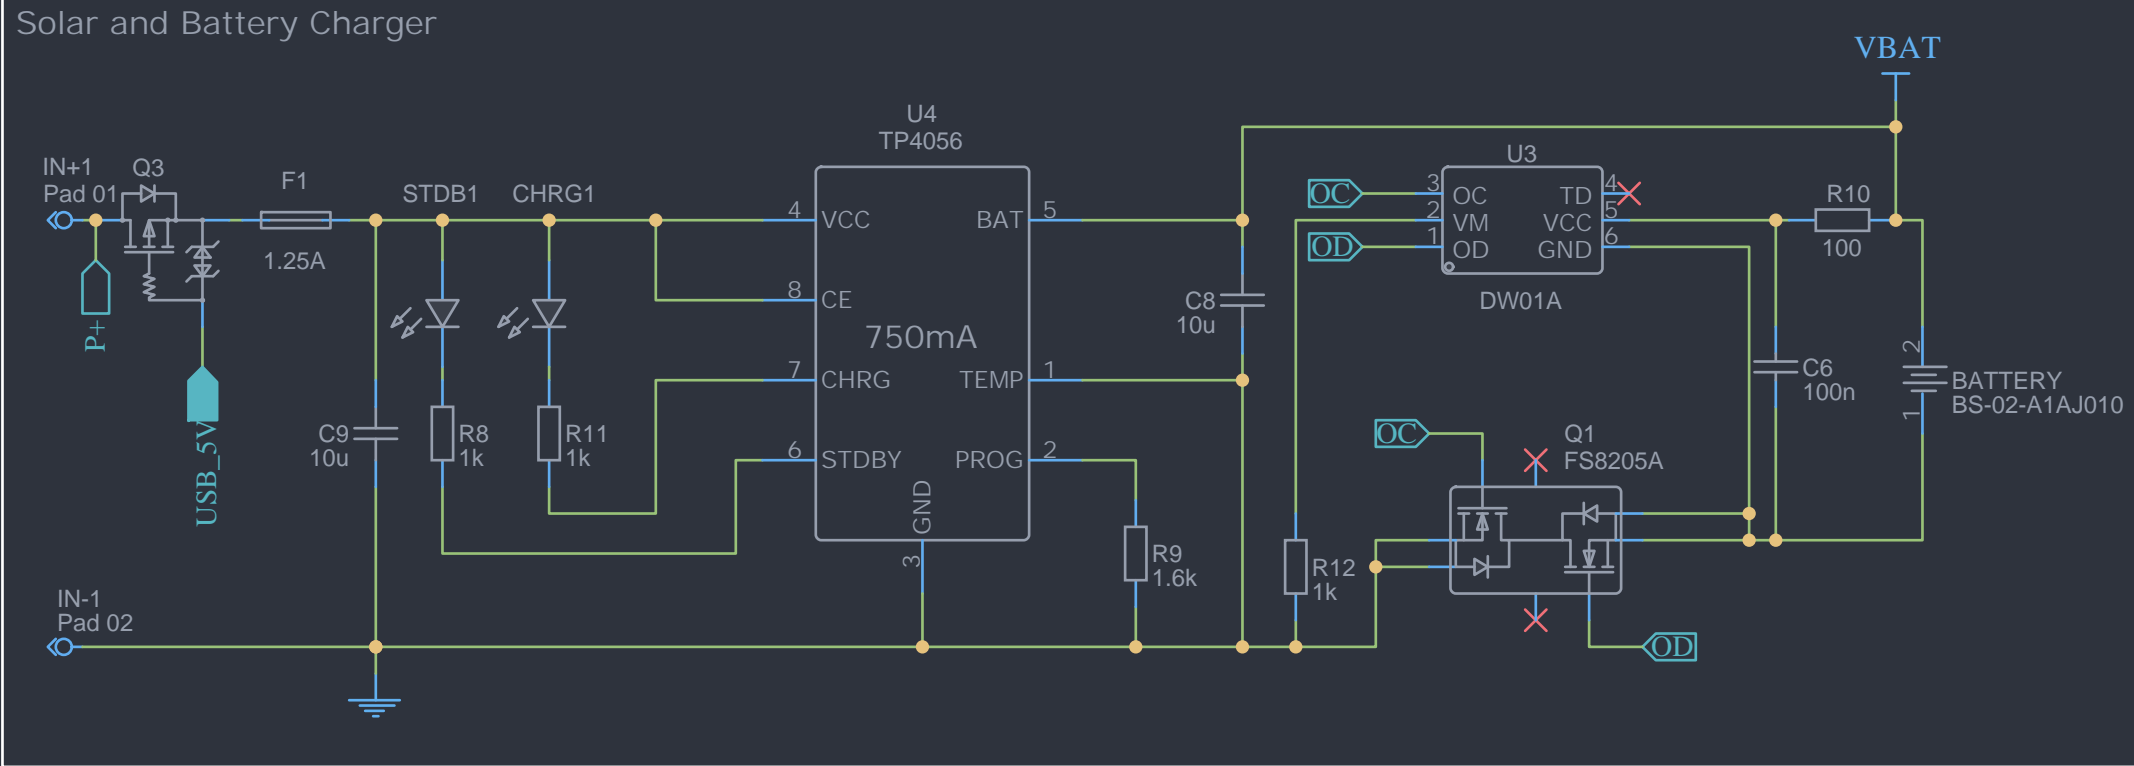 Solar and Battery Charger
VBAT
U4
TP4056
U3
IN+1
Pad 01
Q3
F1
1.25A
STDB1
CHRG1
P+
USB_5V
4
VCC
BAT
5
8
CE
750mA
7
CHRG
TEMP
1
6
STDBY
PROG
2
GND
3
OC
3
OC
TD
4
2
VM
VCC
5
OD
1
OD
GND
6
DW01A
R10
100
C8
10u
C6
100n
2
BATTERY
BS-02-A1AJ010
1
C9
10u
R8
1k
R11
1k
OC
Q1
FS8205A
R9
1.6k
R12
1k
OD
IN-1
Pad 02